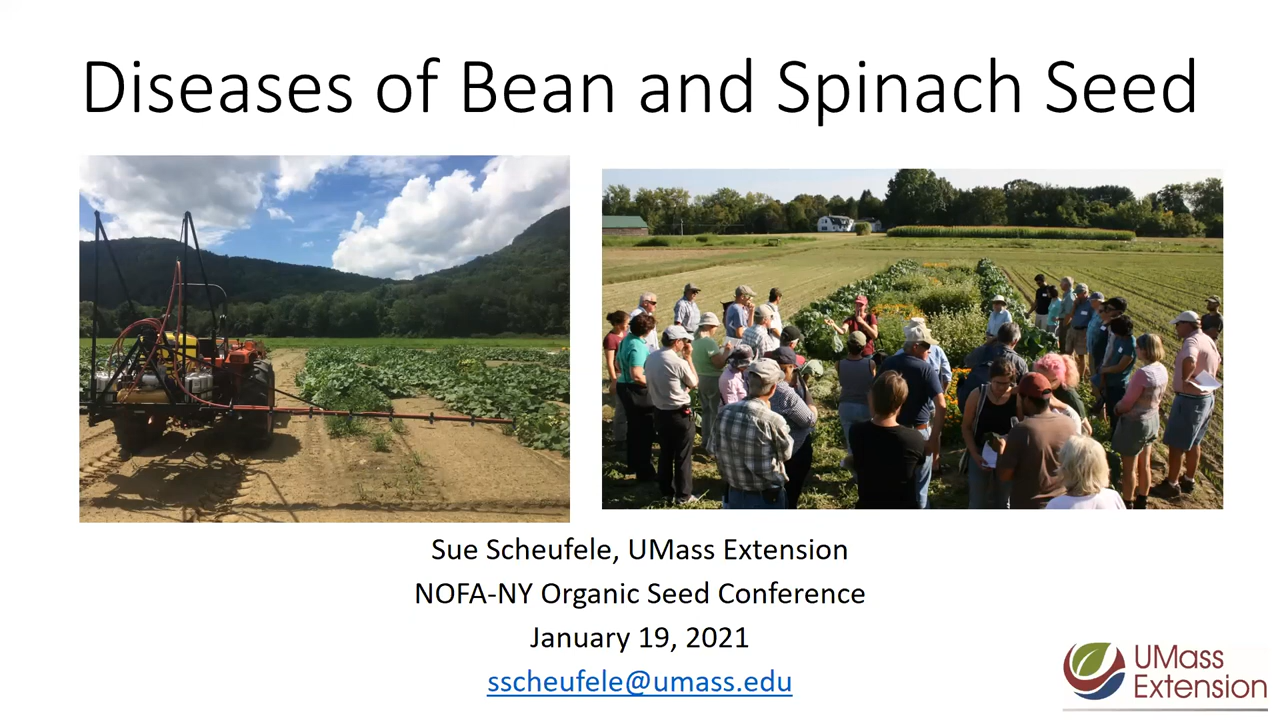 Diseases of Bean and Spinach Seed
Sue Scheufele, UMass Extension
NOFA-NY Organic Seed Conference
January 19, 2021
sscheufele@umass.edu
UMass
Extension